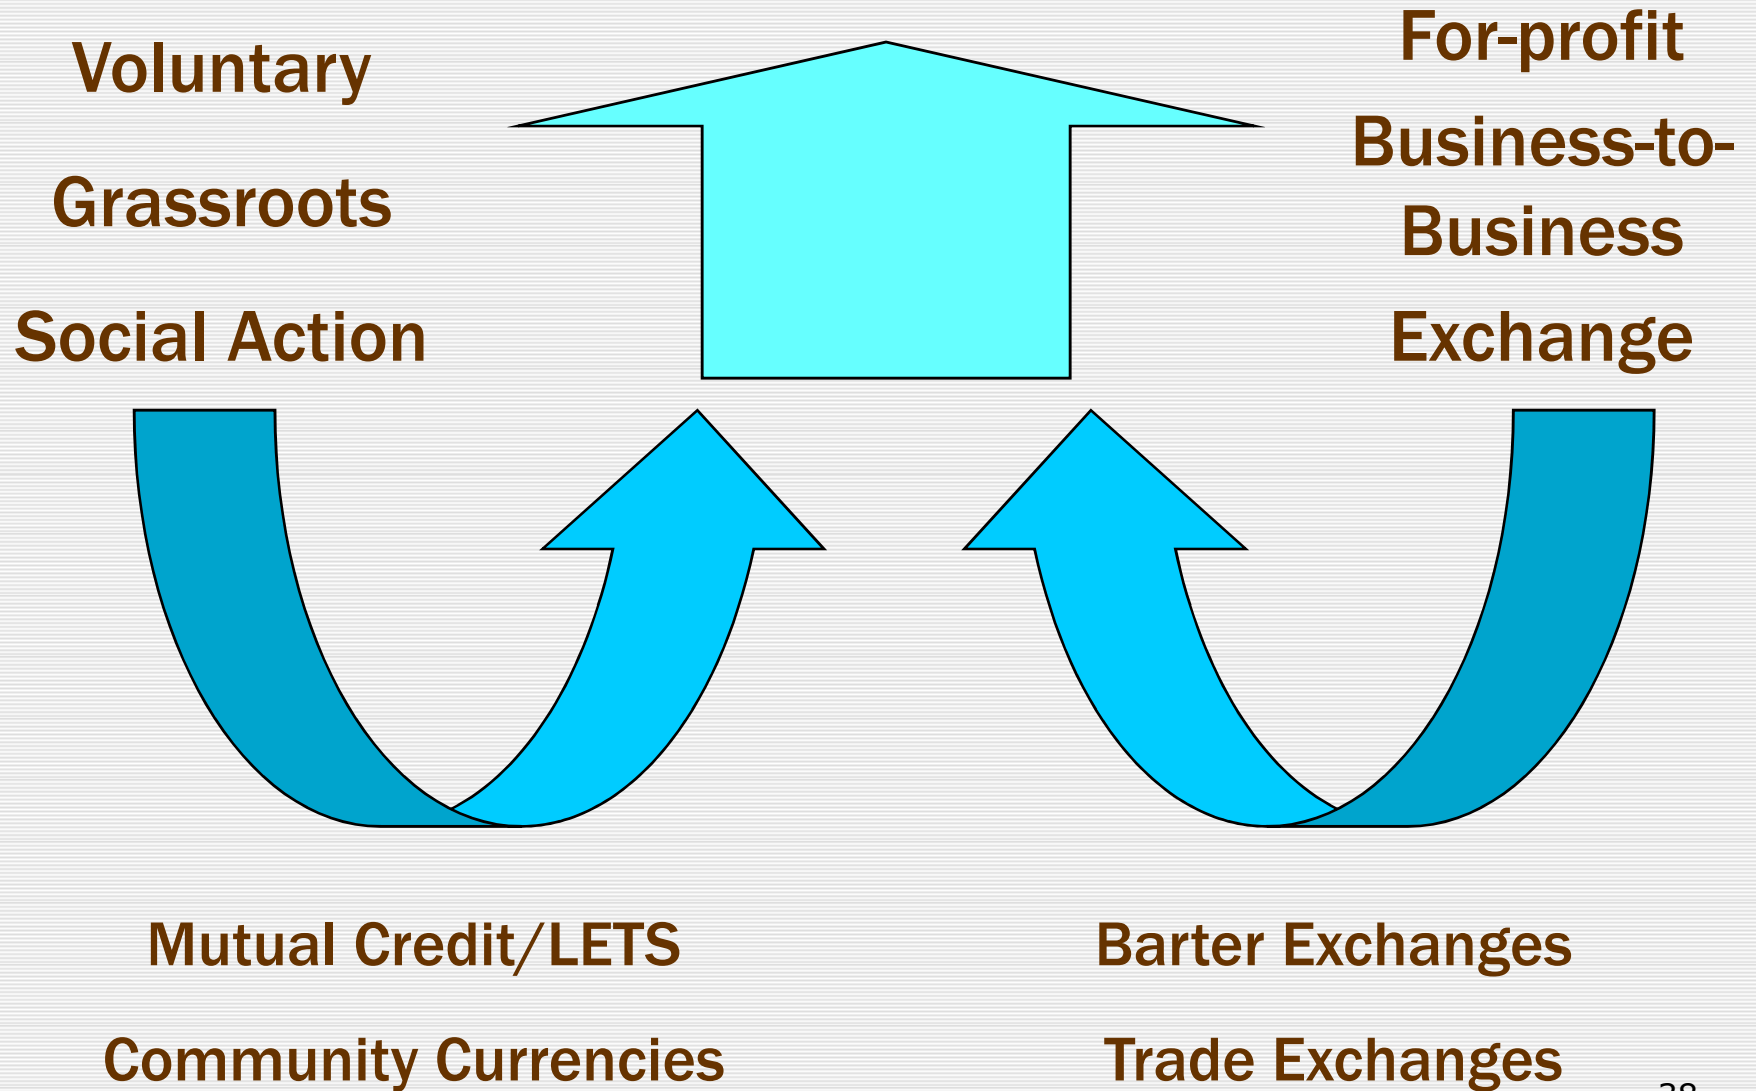 Voluntary
Grassroots
Social Action
For-profit
Business-to-
Business
Exchange
Mutual Credit/LETS
Community Currencies
Barter Exchanges
Trade Exchanges